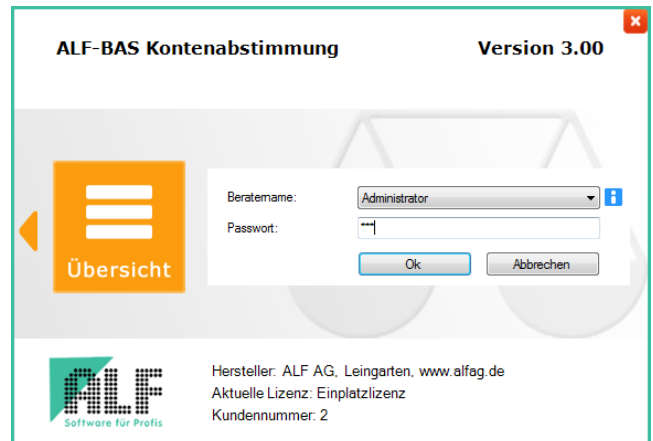 ALF-BAS Kontenabstimmung Version 3.00
Beratername: Administrator
Passwort: ***
Ok Abbrechen
Übersicht
ALF
Software für Profis
Hersteller: ALF AG, Leingarten, www.alfag.de
Aktuelle Lizenz: Einplatzlizenz
Kundennummer: 2